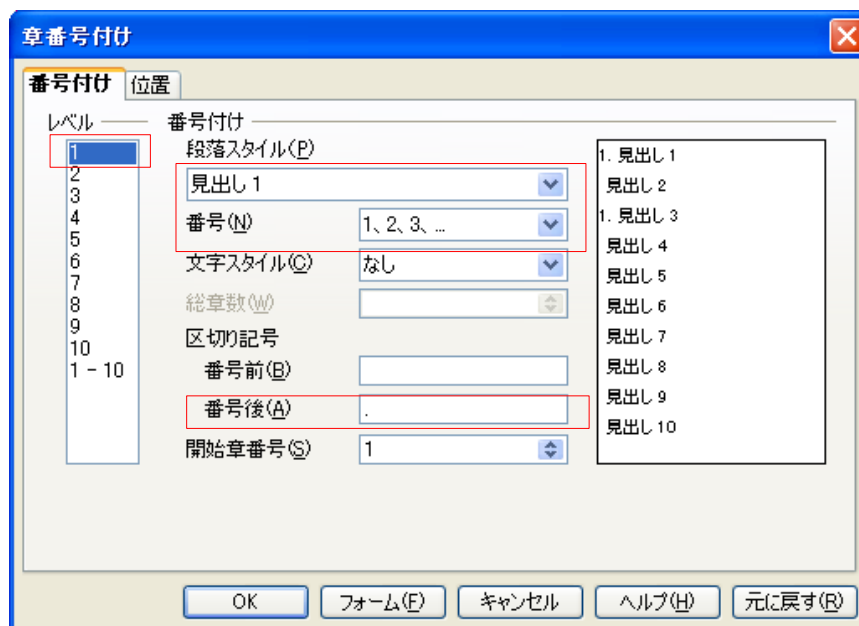 章番号付け
番号付け 位置
レベル
1
2
3
4
5
6
7
8
9
10
1 - 10
番号付け
段落スタイル(P)
見出し 1
番号(N) 1、2、3、...
文字スタイル(C) なし
総章数(W)
区切り記号
番号前(B)
番号後(A) .
開始章番号(S) 1
1. 見出し 1
見出し 2
1. 見出し 3
見出し 4
見出し 5
見出し 6
見出し 7
見出し 8
見出し 9
見出し 10
OK フォーム(F) キャンセル ヘルプ(H) 元に戻す(R)